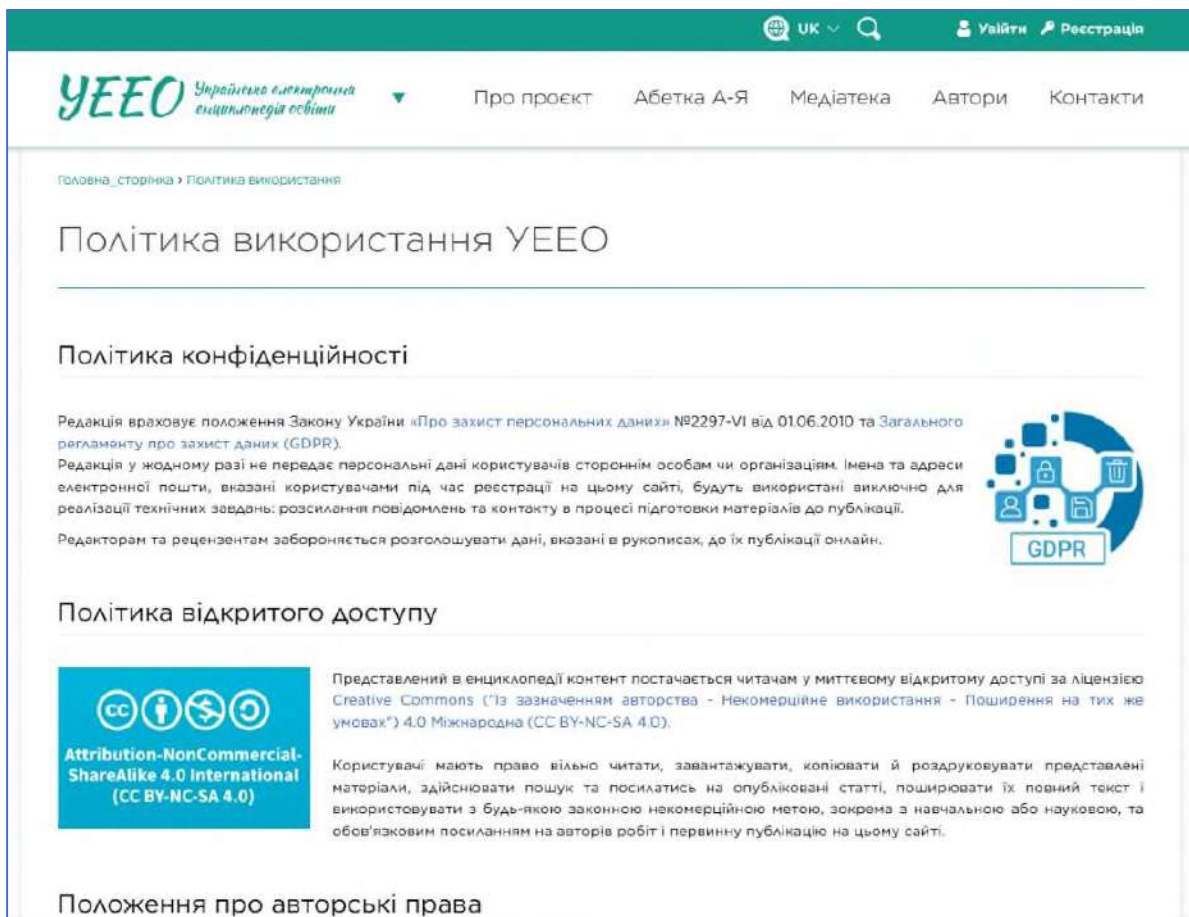 UK
Увійти Реєстрація
УЕЕО Українська електронна
енциклопедія освіти
Про проєкт Абетка А-Я Медіатека Автори Контакти
Головна_сторінка › Політика використання
Політика використання УЕЕО
Політика конфіденційності
Редакція враховує положення Закону України «Про захист персональних даних» №2297-VI від 01.06.2010 та Загального
регламенту про захист даних (GDPR).
Редакція у жодному разі не передає персональні дані користувачів стороннім особам чи організаціям. Імена та адреси
електронної пошти, вказані користувачами під час реєстрації на цьому сайті, будуть використані виключно для
реалізації технічних завдань: розсилання повідомлень та контакту в процесі підготовки матеріалів до публікації.
Редакторам та рецензентам забороняється розголошувати дані, вказані в рукописах, до їх публікації онлайн.
GDPR
Політика відкритого доступу
cc
Attribution-NonCommercial-
ShareAlike 4.0 International
(CC BY-NC-SA 4.0)
Представлений в енциклопедії контент постачається читачам у миттєвому відкритому доступі за ліцензією
Creative Commons ("Із зазначенням авторства - Некомерційне використання - Поширення на тих же
умовах") 4.0 Міжнародна (CC BY-NC-SA 4.0).
Користувачі мають право вільно читати, завантажувати, копіювати й роздруковувати представлені
матеріали, здійснювати пошук та посилатись на опубліковані статті, поширювати їх повний текст і
використовувати з будь-якою законною некомерційною метою, зокрема з навчальною або науковою, та
обов'язковим посиланням на авторів робіт і первинну публікацію на цьому сайті.
Положення про авторські права